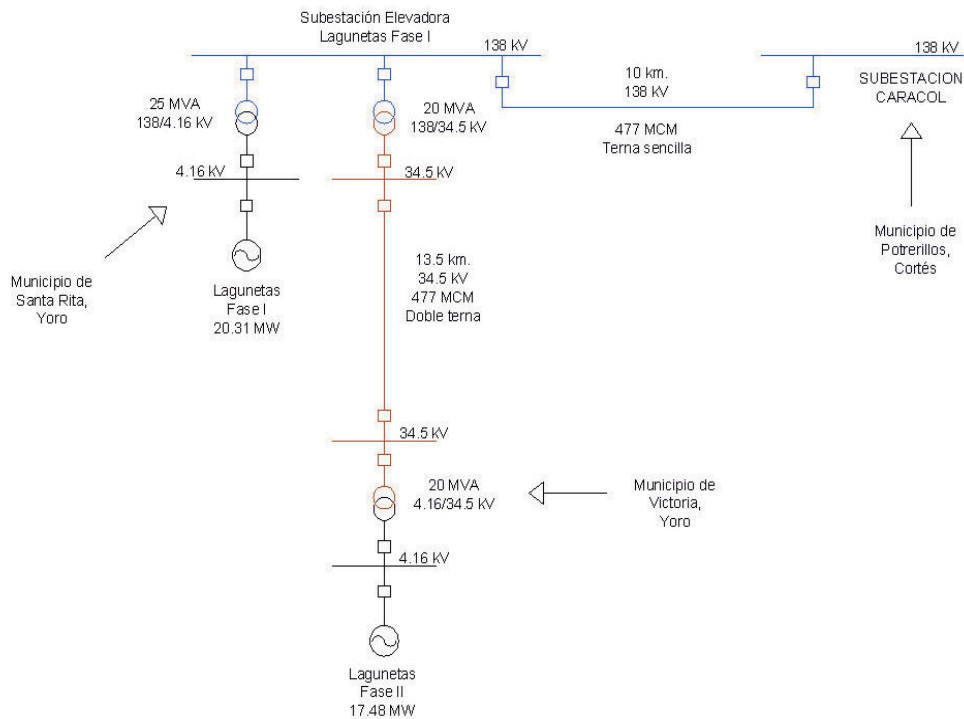 Subestación Elevadora
Lagunetas Fase I
138 kV
138 kV
10 km.
138 kV
SUBESTACION
CARACOL
25 MVA
138/4.16 kV
20 MVA
138/34.5 kV
477 MCM
Terna sencilla
4.16 kV
34.5 kV
Municipio de
Potrerillos,
Cortés
Municipio de
Santa Rita,
Yoro
Lagunetas
Fase I
20.31 MW
13.5 km.
34.5 kV
477 MCM
Doble terna
34.5 kV
20 MVA
4.16/34.5 kV
Municipio de
Victoria,
Yoro
4.16 kV
Lagunetas
Fase II
17.48 MW